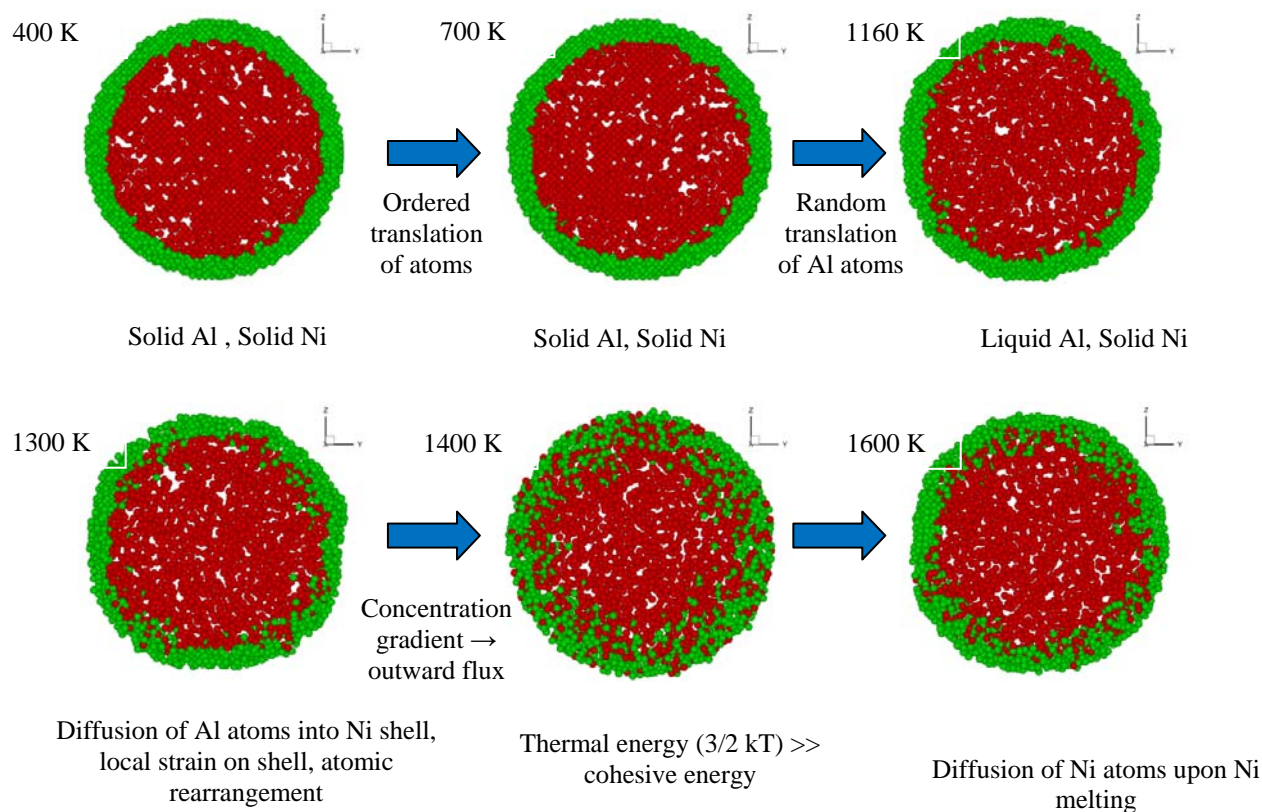 400 K
Z
Y
700 K
Z
Y
1160 K
Z
Y
Ordered
translation
of atoms
Random
translation
of Al atoms
Solid Al , Solid Ni
Solid Al, Solid Ni
Liquid Al, Solid Ni
1300 K
Z
Y
1400 K
Z
Y
1600 K
Z
Y
Concentration
gradient →
outward flux
Diffusion of Al atoms into Ni shell,
local strain on shell, atomic
rearrangement
Thermal energy (3/2 kT) >>
cohesive energy
Diffusion of Ni atoms upon Ni
melting